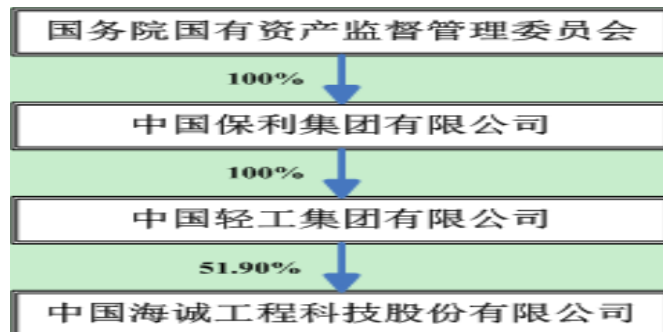 国务院国有资产监督管理委员会
100%
中国保利集团有限公司
100%
中国轻工集团有限公司
51.90%
中国海诚工程科技股份有限公司